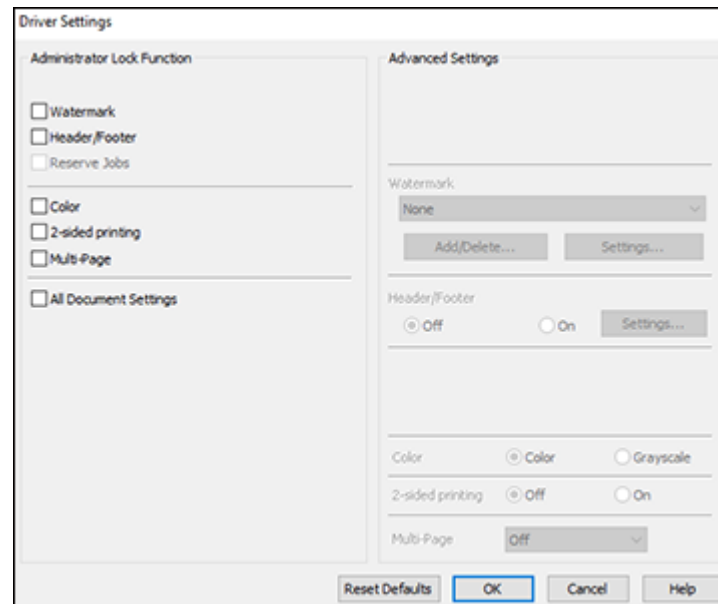 Driver Settings
Administrator Lock Function
Watermark
Header/Footer
Reserve Jobs
Color
2-sided printing
Multi-Page
All Document Settings
Advanced Settings
Watermark
None
Add/Delete... Settings...
Header/Footer
Off On Settings...
Color Color Grayscale
2-sided printing Off On
Multi-Page Off
Reset Defaults OK Cancel Help